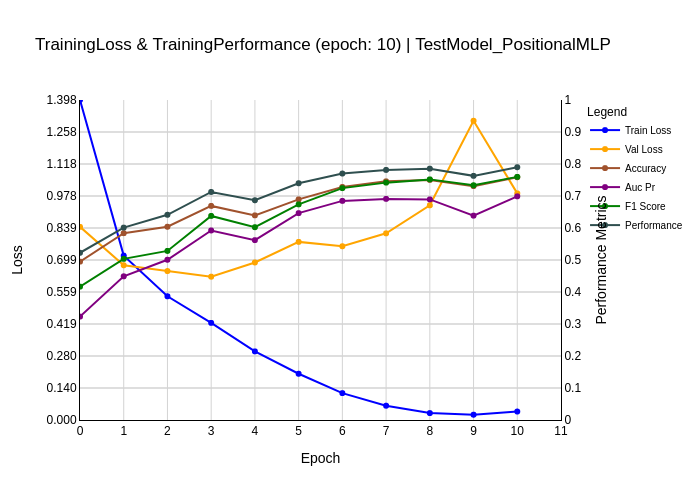 TrainingLoss & TrainingPerformance (epoch: 10) | TestModel_PositionalMLP
1.398
1.258
1.118
0.978
0.839
0.699
0.559
0.419
0.280
0.140
0.000
Loss
0 1 2 3 4 5 6 7 8 9 10 11
Epoch
1
0.9
0.8
0.7
0.6
0.5
0.4
0.3
0.2
0.1
0
Performance Metrics
Legend
Train Loss
Val Loss
Accuracy
Auc Pr
F1 Score
Performance